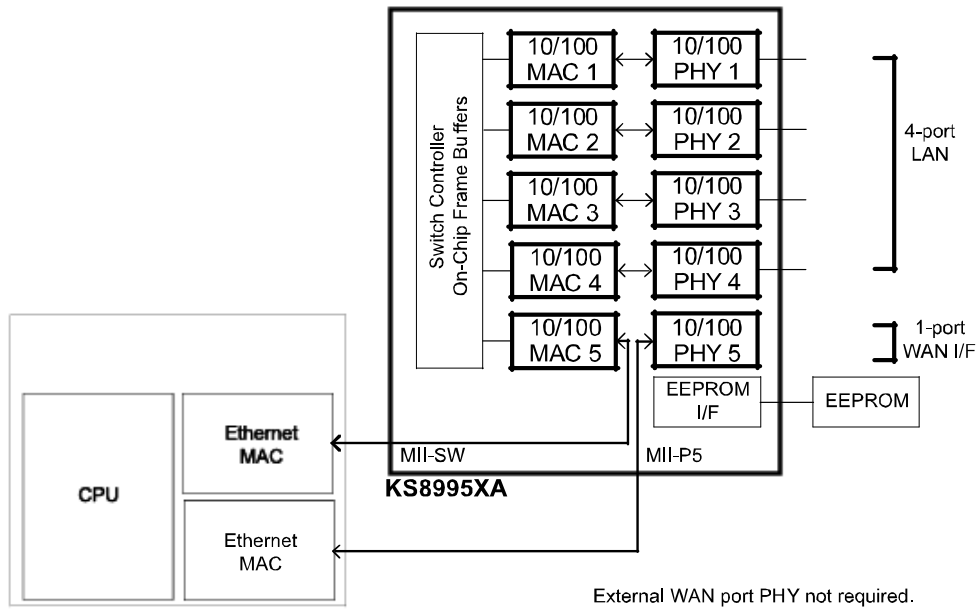 10/100
MAC 1
10/100
PHY 1
10/100
MAC 2
10/100
PHY 2
10/100
MAC 3
10/100
PHY 3
10/100
MAC 4
10/100
PHY 4
10/100
MAC 5
10/100
PHY 5
Switch Controller
On-Chip Frame Buffers
4-port
LAN
1-port
WAN I/F
EEPROM
I/F
EEPROM
CPU
Ethernet
MAC
Ethernet
MAC
MII-SW
MII-P5
KS8995XA
External WAN port PHY not required.